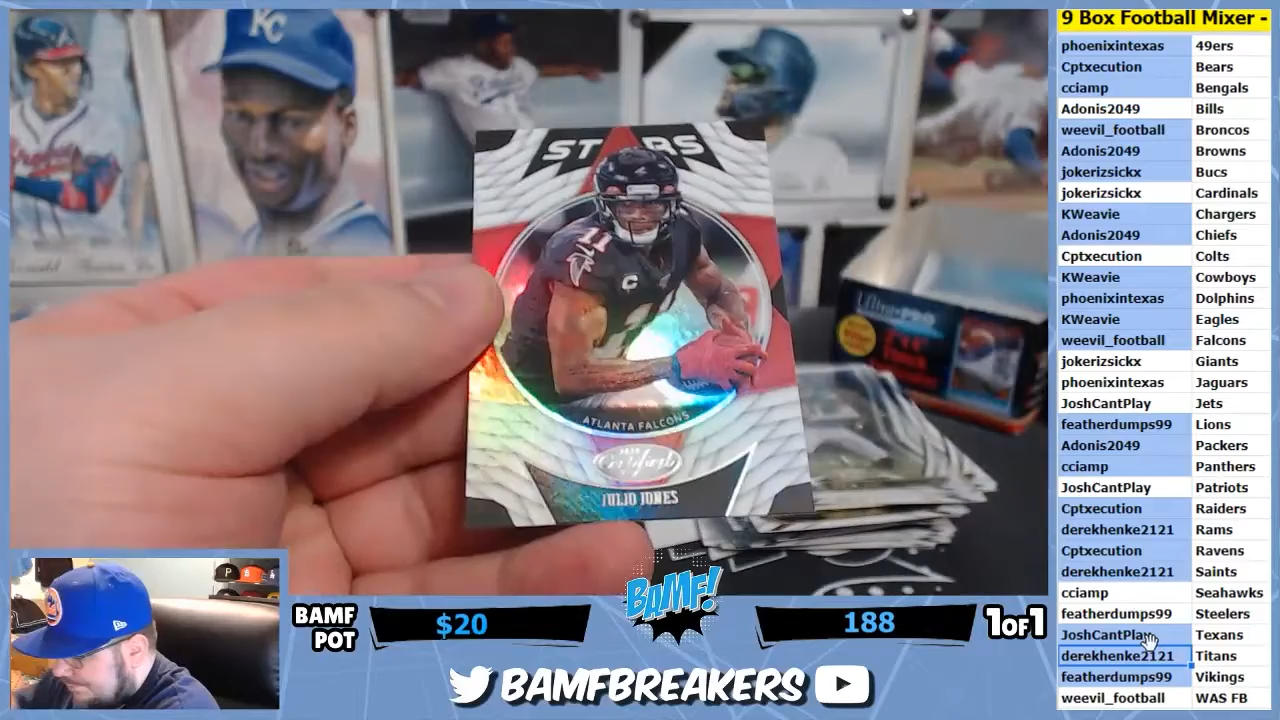 KC
STARS
11
C
ATLANTA FALCONS
Certified
JULIO JONES
9 Box Football Mixer -
phoenixintexas 49ers
Cptxecution Bears
cciamp Bengals
Adonis2049 Bills
weevil_football Broncos
Adonis2049 Browns
jokerizsickx Bucs
jokerizsickx Cardinals
KWeavie Chargers
Adonis2049 Chiefs
Cptxecution Colts
KWeavie Cowboys
phoenixintexas Dolphins
KWeavie Eagles
weevil_football Falcons
jokerizsickx Giants
phoenixintexas Jaguars
JoshCantPlay Jets
featherdumps99 Lions
Adonis2049 Packers
cciamp Panthers
JoshCantPlay Patriots
Cptxecution Raiders
derekhenke2121 Rams
Cptxecution Ravens
derekhenke2121 Saints
cciamp Seahawks
featherdumps99 Steelers
JoshCantPlay Texans
derekhenke2121 Titans
featherdumps99 Vikings
weevil_football WAS FB
BAMF POT
$20
BAMF!
188
1OF1
BAMFBREAKERS